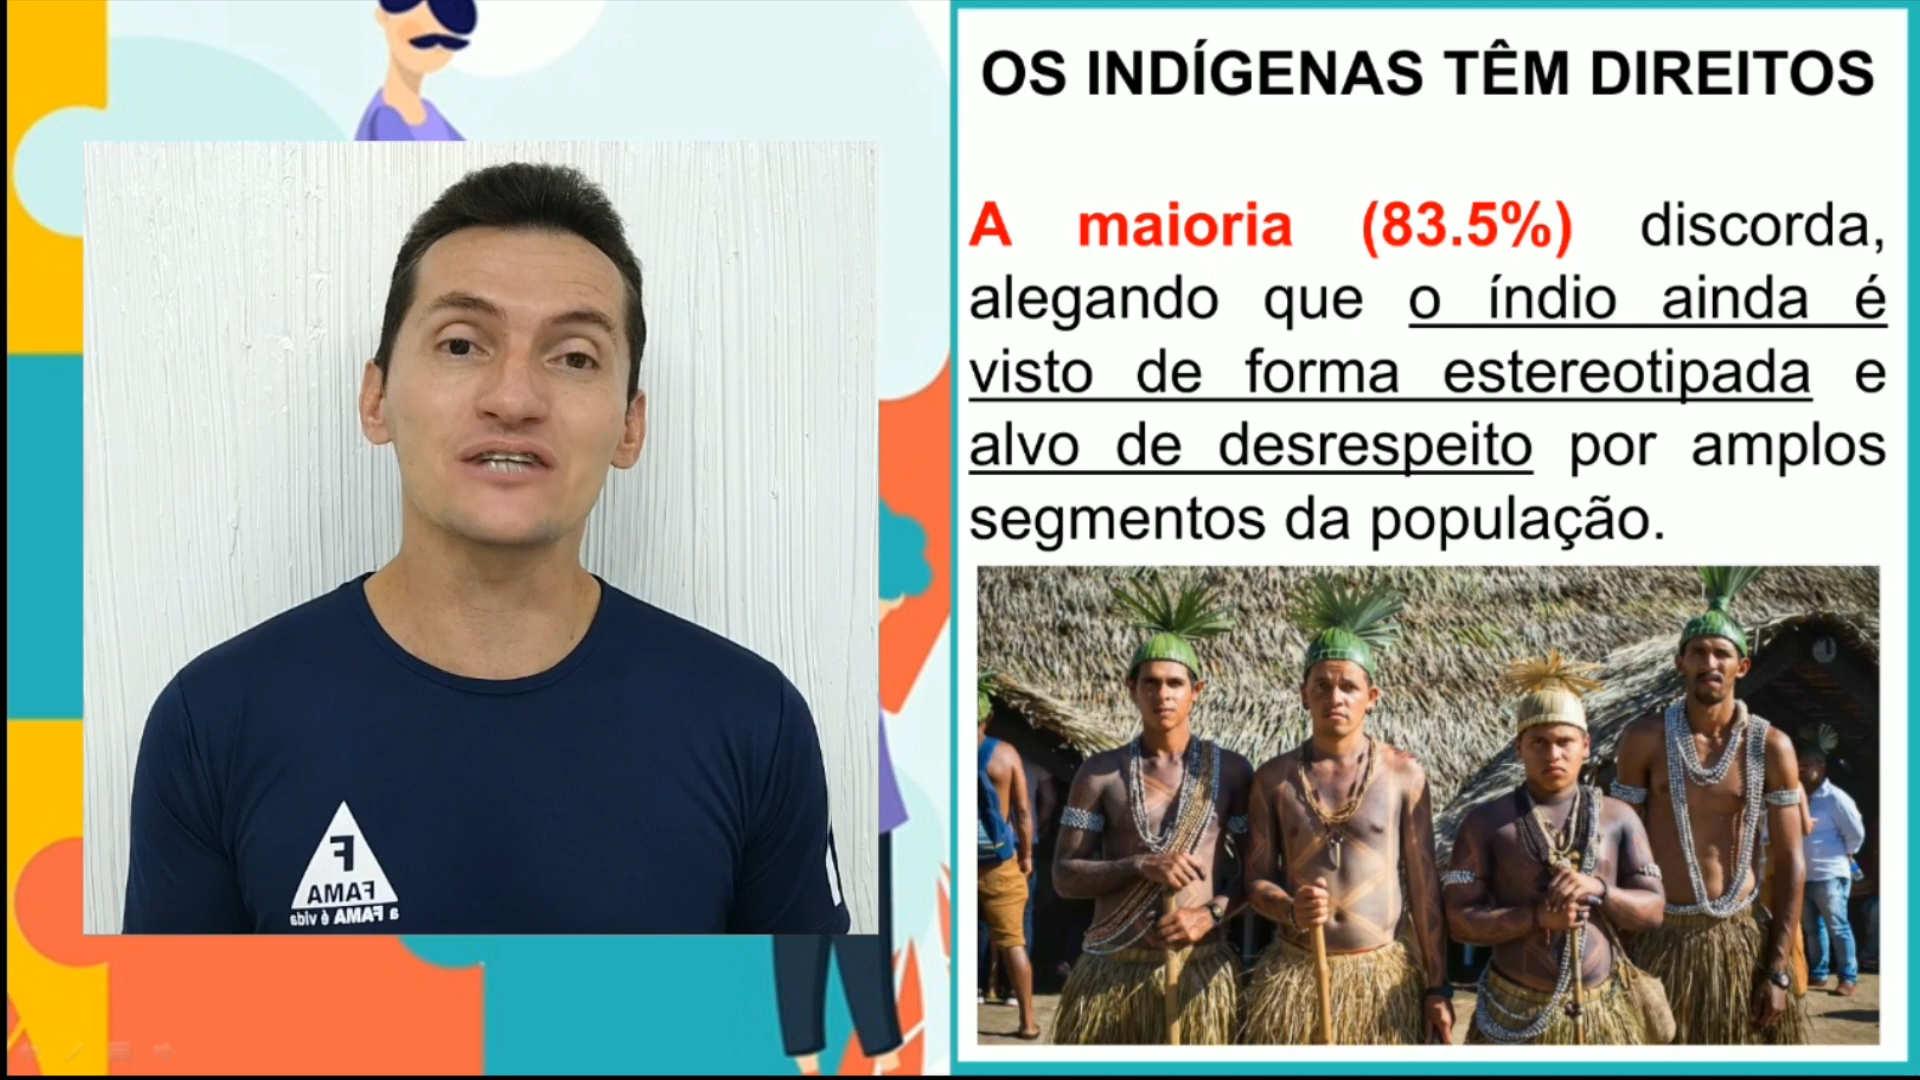 OS INDÍGENAS TÊM DIREITOS
A maioria (83.5%) discorda,
alegando que o índio ainda é
visto de forma estereotipada e
alvo de desrespeito por amplos
segmentos da população.
F
FAMA
a FAMA é vida